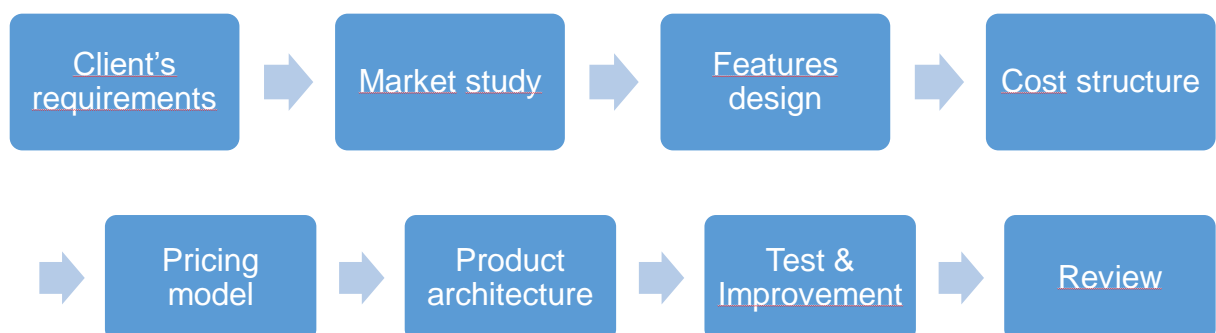 Client’s
requirements
Market study
Features
design
Cost structure
Pricing
model
Product
architecture
Test &
Improvement
Review